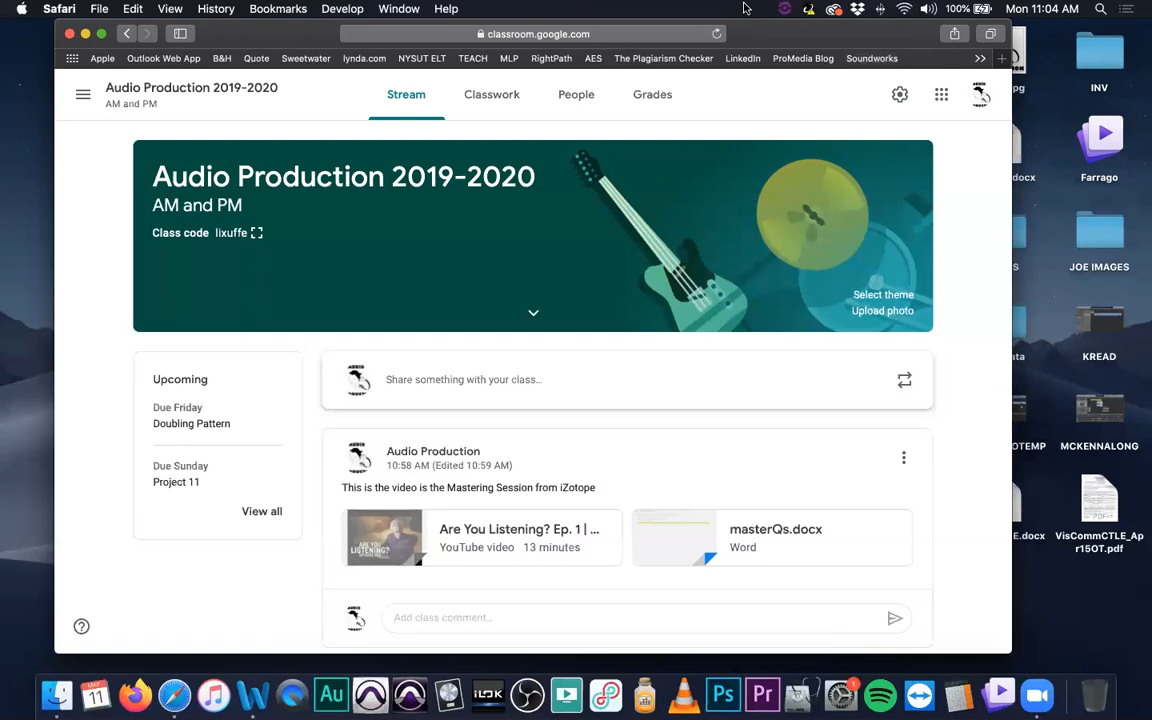 Safari File Edit View History Bookmarks Develop Window Help 100% Mon 11:04 AM
classroom.google.com
Apple Outlook Web App B&H Quote Sweetwater lynda.com NYSUT ELT TEACH MLP RightPath AES The Plagiarism Checker LinkedIn ProMedia Blog Soundworks
Audio Production 2019-2020
AM and PM
Stream Classwork People Grades
Audio Production 2019-2020
AM and PM
Class code lixuffe
Select theme
Upload photo
Upcoming
Due Friday
Doubling Pattern
Due Sunday
Project 11
View all
Share something with your class...
Audio Production
10:58 AM (Edited 10:59 AM)
This is the video is the Mastering Session from iZotope
Are You Listening? Ep. 1 | ...
YouTube video 13 minutes
masterQs.docx
Word
Add class comment...
INV
Farrago
JOE IMAGES
KREAD
MCKENNALONG
VisCommCTLE_Ap
r15OT.pdf
11
Au
iLOK
Ps
Pr
1